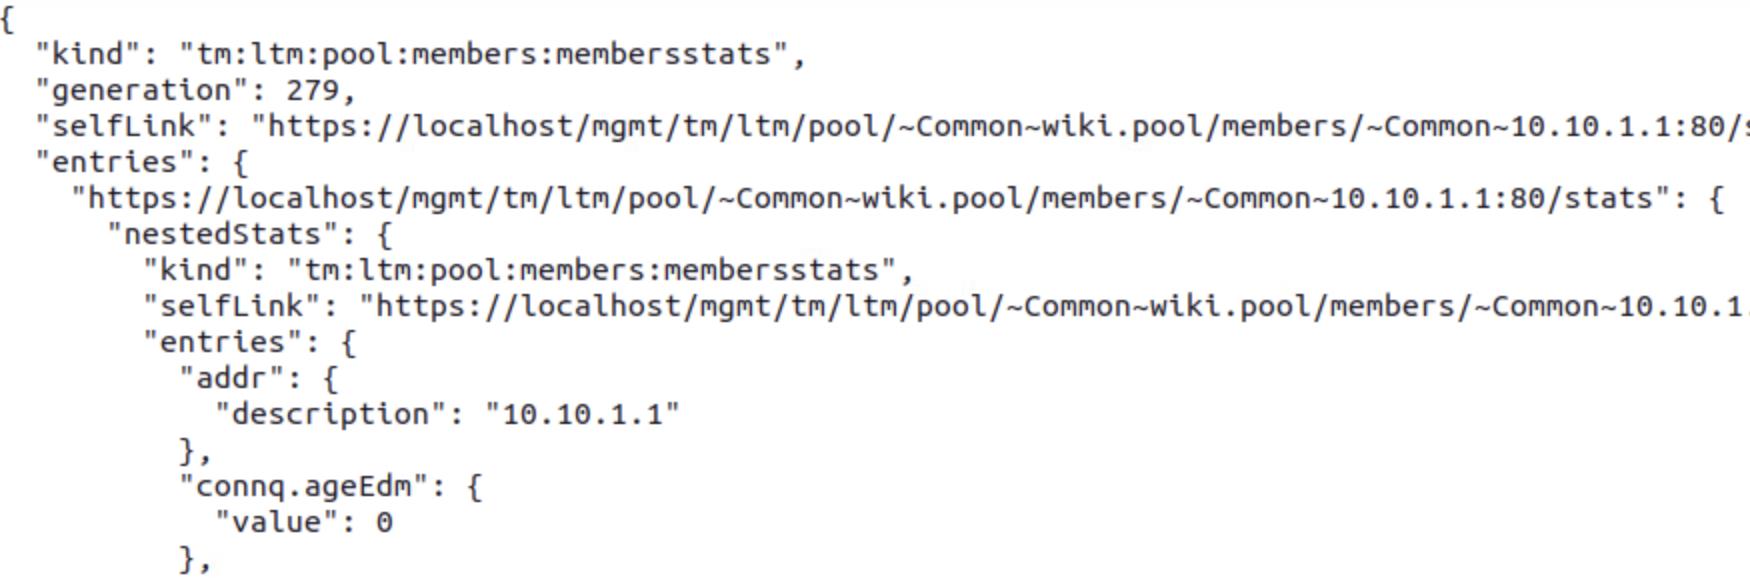 {
  "kind": "tm:ltm:pool:members:membersstats",
  "generation": 279,
  "selfLink": "https://localhost/mgmt/tm/ltm/pool/~Common~wiki.pool/members/~Common~10.10.1.1:80/s
  "entries": {
    "https://localhost/mgmt/tm/ltm/pool/~Common~wiki.pool/members/~Common~10.10.1.1:80/stats": {
      "nestedStats": {
        "kind": "tm:ltm:pool:members:membersstats",
        "selfLink": "https://localhost/mgmt/tm/ltm/pool/~Common~wiki.pool/members/~Common~10.10.1.
        "entries": {
          "addr": {
            "description": "10.10.1.1"
          },
          "connq.ageEdm": {
            "value": 0
          },